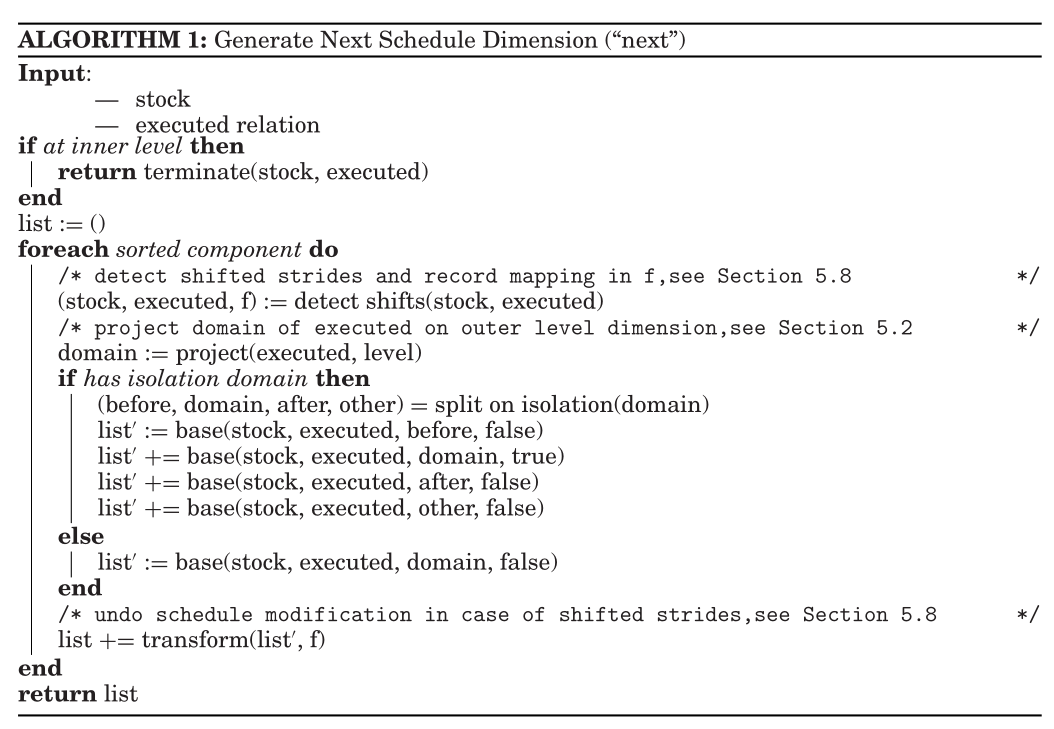 ALGORITHM 1: Generate Next Schedule Dimension (“next”)
Input:
— stock
— executed relation
if at inner level then
return terminate(stock, executed)
end
list := ()
foreach sorted component do
/* detect shifted strides and record mapping in f,see Section 5.8 */
(stock, executed, f) := detect shifts(stock, executed)
/* project domain of executed on outer level dimension,see Section 5.2 */
domain := project(executed, level)
if has isolation domain then
(before, domain, after, other) = split on isolation(domain)
list′ := base(stock, executed, before, false)
list′ += base(stock, executed, domain, true)
list′ += base(stock, executed, after, false)
list′ += base(stock, executed, other, false)
else
list′ := base(stock, executed, domain, false)
end
/* undo schedule modification in case of shifted strides,see Section 5.8 */
list += transform(list′, f)
end
return list